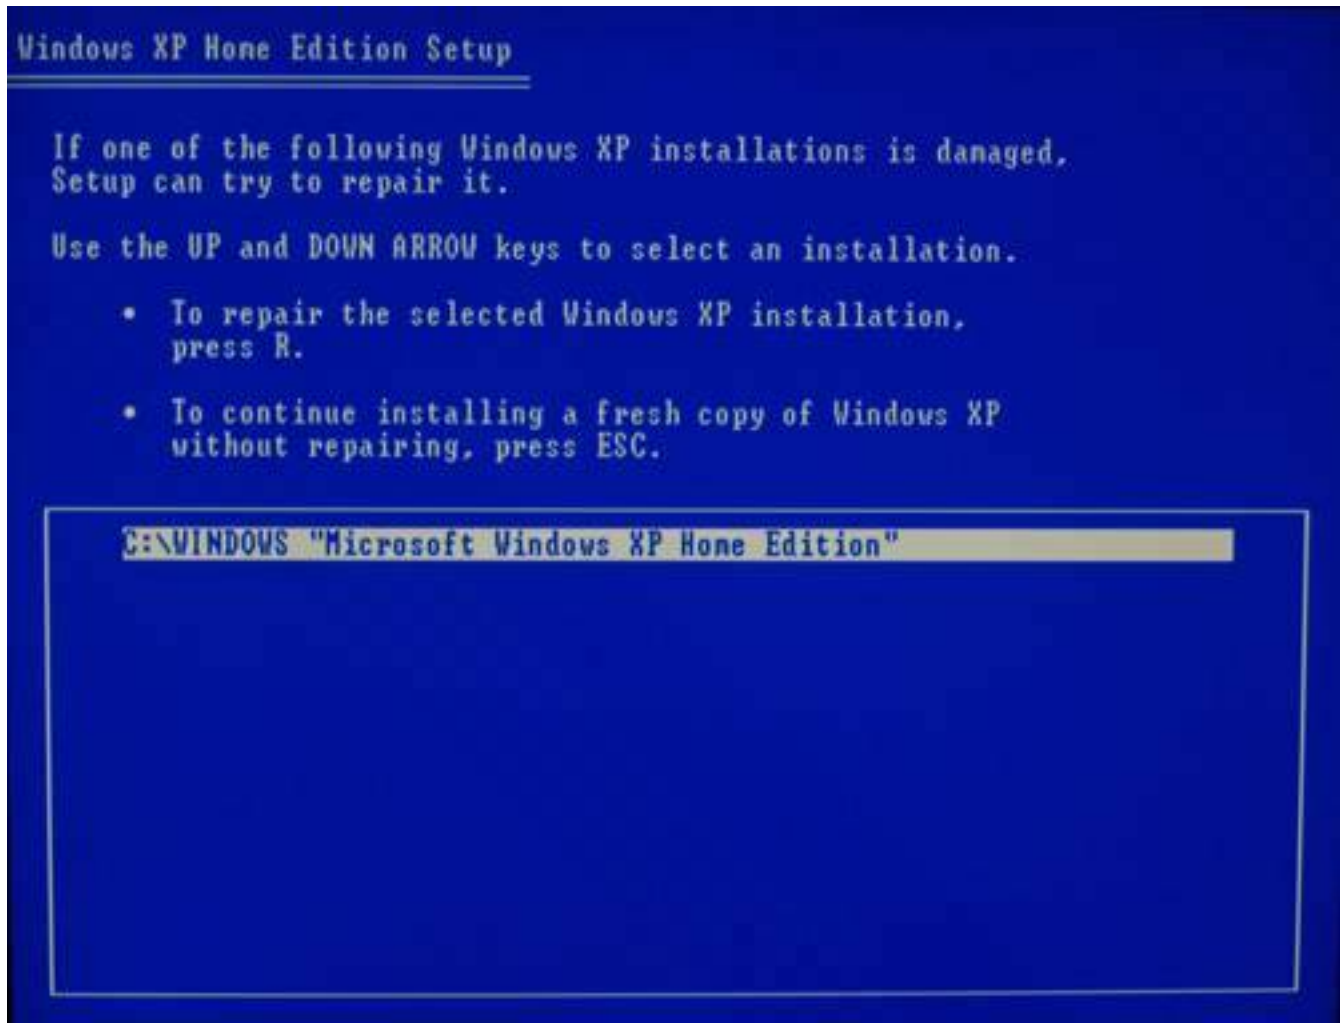 Windows XP Home Edition Setup
If one of the following Windows XP installations is damaged,
Setup can try to repair it.
Use the UP and DOWN ARROW keys to select an installation.
• To repair the selected Windows XP installation,
press R.
• To continue installing a fresh copy of Windows XP
without repairing, press ESC.
C:\WINDOWS "Microsoft Windows XP Home Edition"